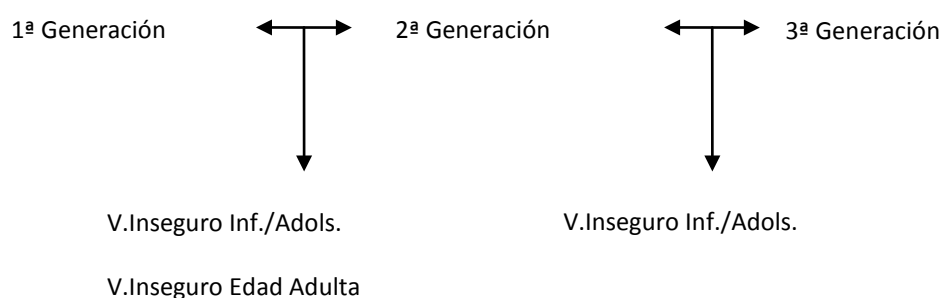 1ª Generación 2ª Generación 3ª Generación
V.Inseguro Inf./Adols. V.Inseguro Inf./Adols.
V.Inseguro Edad Adulta